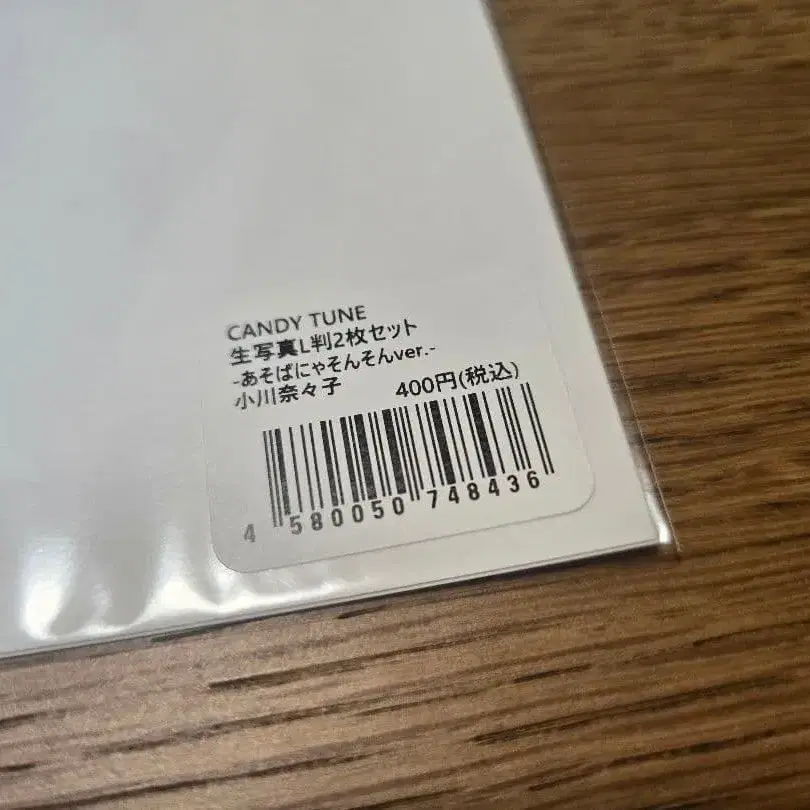 CANDY TUNE
生写真L判2枚セット
-あそばにゃそんそんver.-
小川奈々子 400円(税込)
4 580050 748436